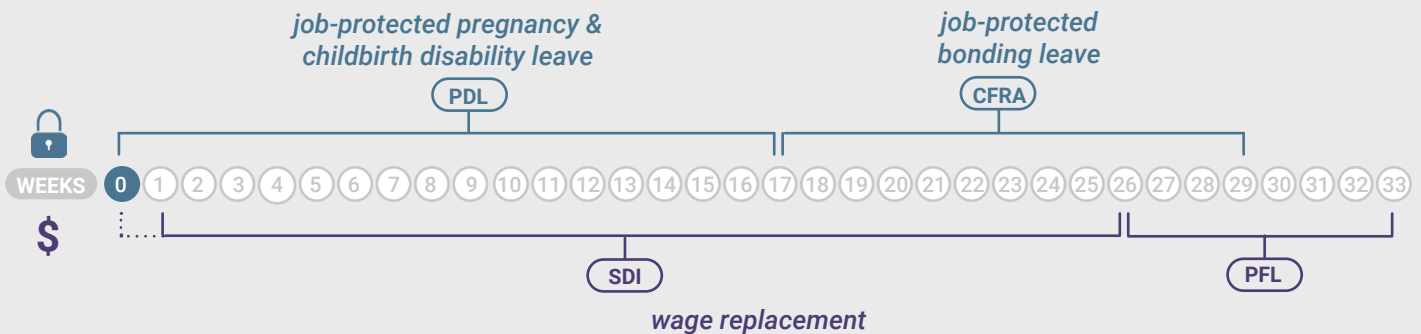 job-protected pregnancy &
childbirth disability leave
job-protected
bonding leave
PDL
CFRA
WEEKS 0 1 2 3 4 5 6 7 8 9 10 11 12 13 14 15 16 17 18 19 20 21 22 23 24 25 26 27 28 29 30 31 32 33
$
SDI
PFL
wage replacement